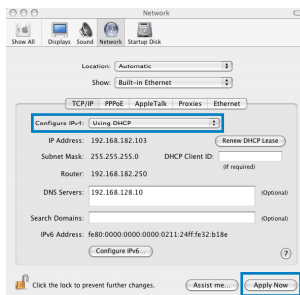 Network
Show All Displays Sound Network Startup Disk
Location: Automatic
Show: Built-in Ethernet
TCP/IP PPPoE AppleTalk Proxies Ethernet
Configure IPv4: Using DHCP
IP Address: 192.168.182.103 Renew DHCP Lease
Subnet Mask: 255.255.255.0 DHCP Client ID:
(If required)
Router: 192.168.182.250
DNS Servers: 192.168.128.10 (Optional)
Search Domains: (Optional)
IPv6 Address: fe80:0000:0000:0000:0211:24ff:fe32:b18e
Configure IPv6... ?
Click the lock to prevent further changes. Assist me... Apply Now